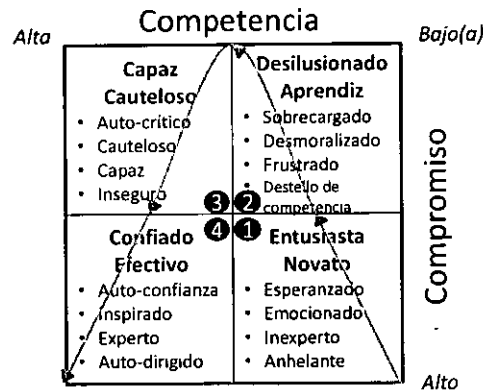 Competencia
Alta
Bajo(a)
Capaz
Cauteloso
• Auto-crítico
• Cauteloso
• Capaz
• Inseguro
3
Desilusionado
Aprendiz
• Sobrecargado
• Desmoralizado
• Frustrado
• Destello de
competencia
2
Confiado
Efectivo
• Auto-confianza
• Inspirado
• Experto
• Auto-dirigido
4
Entusiasta
Novato
• Esperanzado
• Emocionado
• Inexperto
• Anhelante
1
Compromiso
Alto